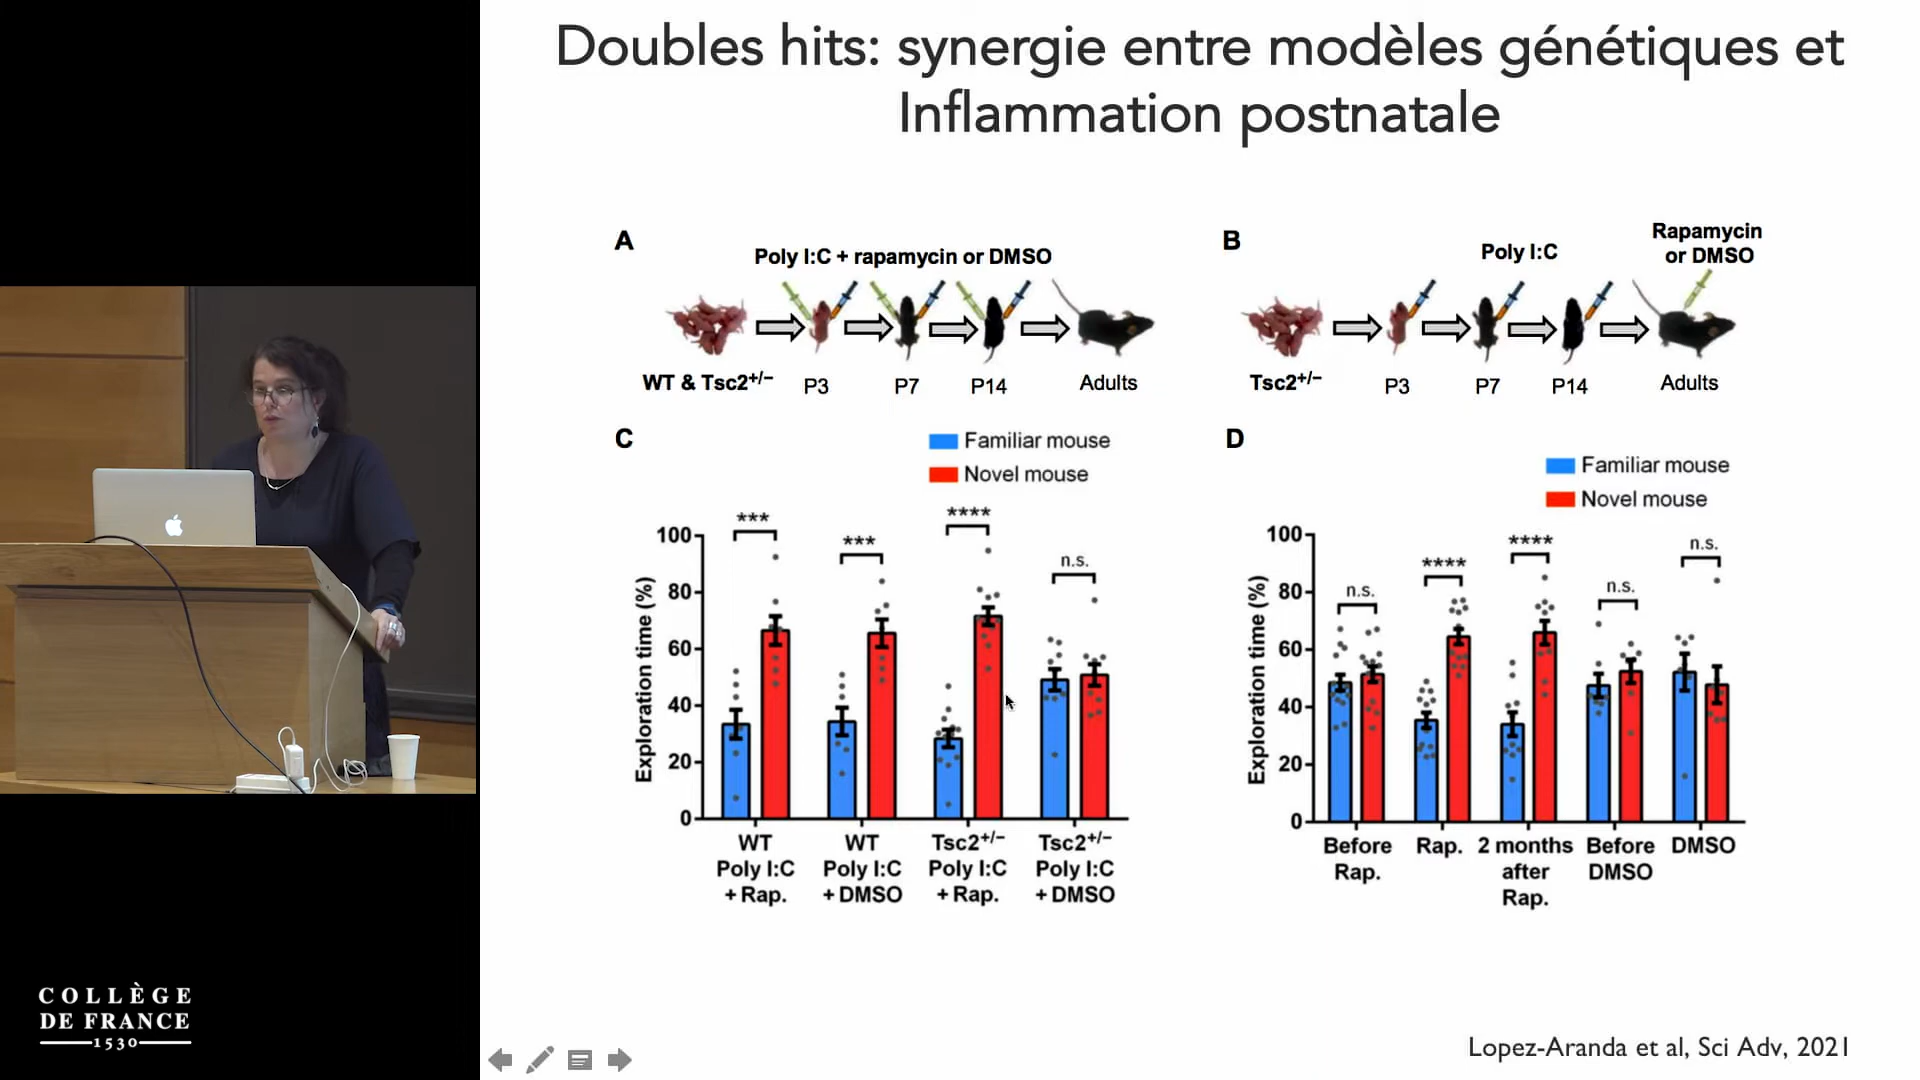 Doubles hits: synergie entre modèles génétiques et
Inflammation postnatale
A
Poly I:C + rapamycin or DMSO
WT & Tsc2+/−
P3
P7
P14
Adults
B
Poly I:C
Rapamycin
or DMSO
Tsc2+/−
P3
P7
P14
Adults
C
Familiar mouse
Novel mouse
Exploration time (%)
100
80
60
40
20
0
***
***
****
n.s.
WT
Poly I:C
+ Rap.
WT
Poly I:C
+ DMSO
Tsc2+/−
Poly I:C
+ Rap.
Tsc2+/−
Poly I:C
+ DMSO
D
Familiar mouse
Novel mouse
Exploration time (%)
100
80
60
40
20
0
n.s.
****
****
n.s.
n.s.
Before
Rap.
Rap.
2 months
after
Rap.
Before
DMSO
DMSO
Lopez-Aranda et al, Sci Adv, 2021
COLLÈGE
DE FRANCE
1530